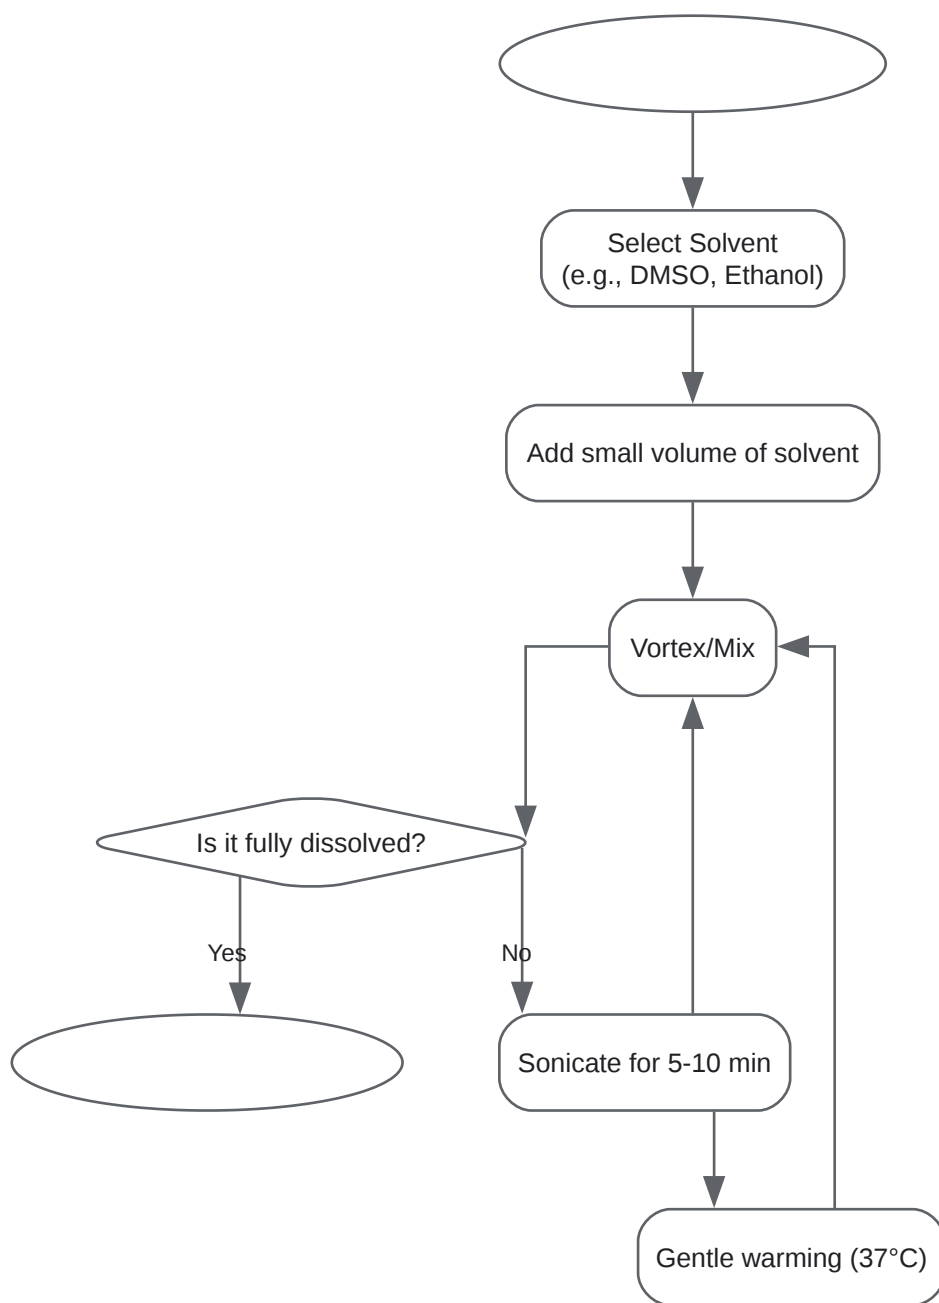 Select Solvent
(e.g., DMSO, Ethanol)
Add small volume of solvent
Vortex/Mix
Is it fully dissolved?
Yes
No
Sonicate for 5-10 min
Gentle warming (37°C)